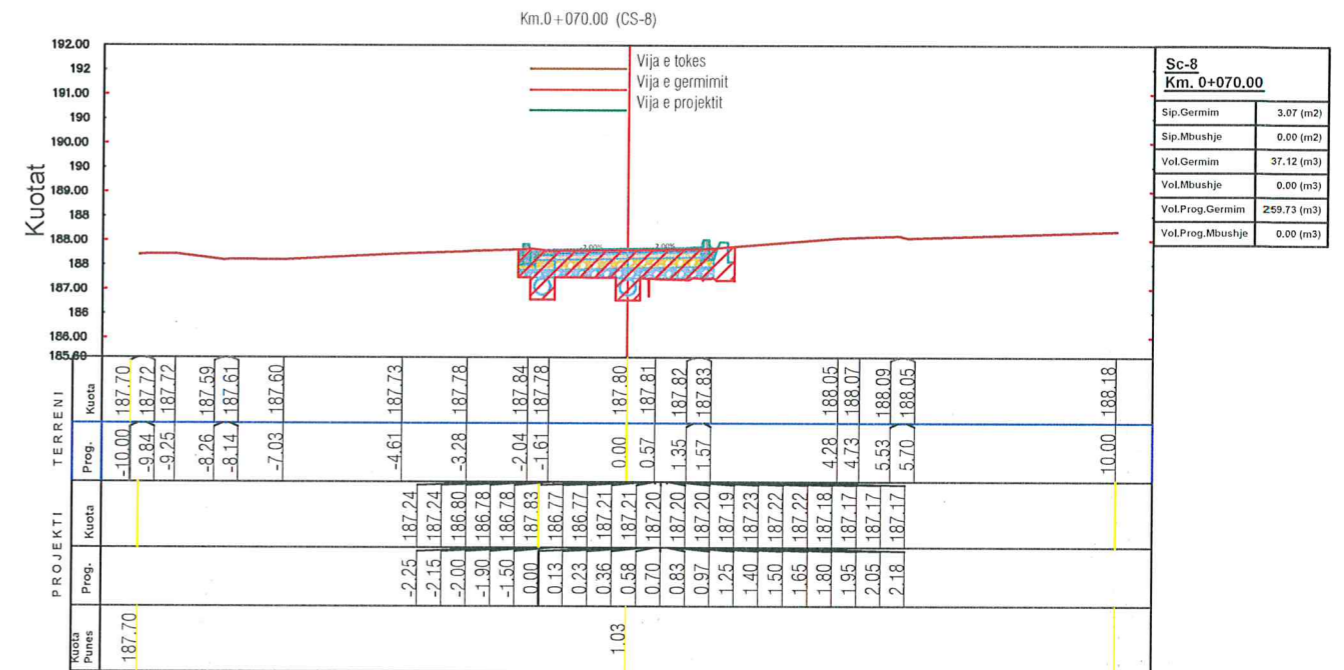 Km.0+070.00 (CS-8)
192.00
192
191.00
190
190.00
190
189.00
188
188.00
188
187.00
186
186.00
185.60
Kuotat
Vija e tokes
Vija e germimit
Vija e projektit
-2.00% 2.00%
Sc-8
Km. 0+070.00
Sip.Germim 3.07 (m2)
Sip.Mbushje 0.00 (m2)
Vol.Germim 37.12 (m3)
Vol.Mbushje 0.00 (m3)
Vol.Prog.Germim 259.73 (m3)
Vol.Prog.Mbushje 0.00 (m3)
TERRENI
Kuota 187.70 187.72 187.72 187.59 187.61 187.60 187.73 187.78 187.84 187.78 187.80 187.81 187.82 187.83 188.05 188.07 188.09 188.05 188.18
Prog. -10.00 -9.84 -9.25 -8.26 -8.14 -7.03 -4.61 -3.28 -2.04 -1.61 0.00 0.57 1.35 1.57 4.28 4.73 5.53 5.70 10.00
PROJEKTI
Kuota 187.24 187.24 186.80 186.78 186.78 187.83 186.77 186.77 187.21 187.21 187.20 187.20 187.20 187.19 187.23 187.22 187.22 187.18 187.17 187.17 187.17
Prog. -2.25 -2.15 -2.00 -1.90 -1.50 0.00 0.13 0.23 0.36 0.58 0.70 0.83 0.97 1.25 1.40 1.50 1.65 1.80 1.95 2.05 2.18
Kuota
Punes 187.70 1.03